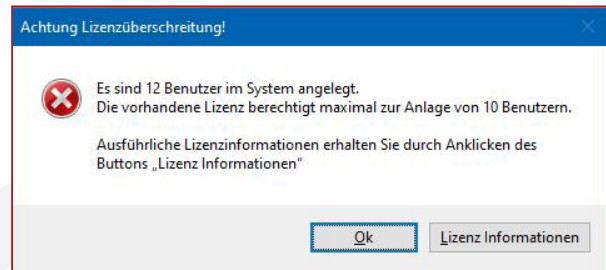 Achtung Lizenzüberschreitung!
Es sind 12 Benutzer im System angelegt.
Die vorhandene Lizenz berechtigt maximal zur Anlage von 10 Benutzern.
Ausführliche Lizenzinformationen erhalten Sie durch Anklicken des
Buttons „Lizenz Informationen“
Ok
Lizenz Informationen